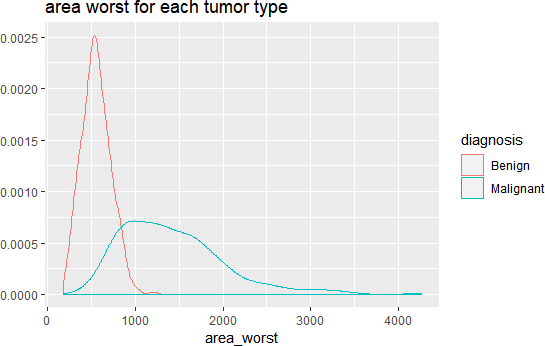 area worst for each tumor type
0.0025
0.0020
0.0015
0.0010
0.0005
0.0000
0
1000
2000
3000
4000
area_worst
diagnosis
Benign
Malignant